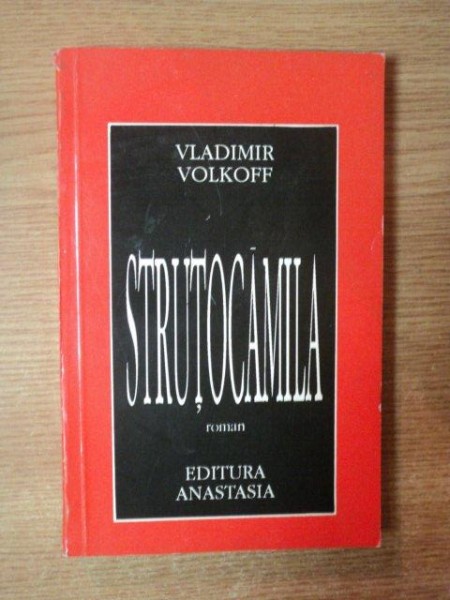 VLADIMIR
VOLKOFF
STRUȚOCĂMILA
roman
EDITURA
ANASTASIA